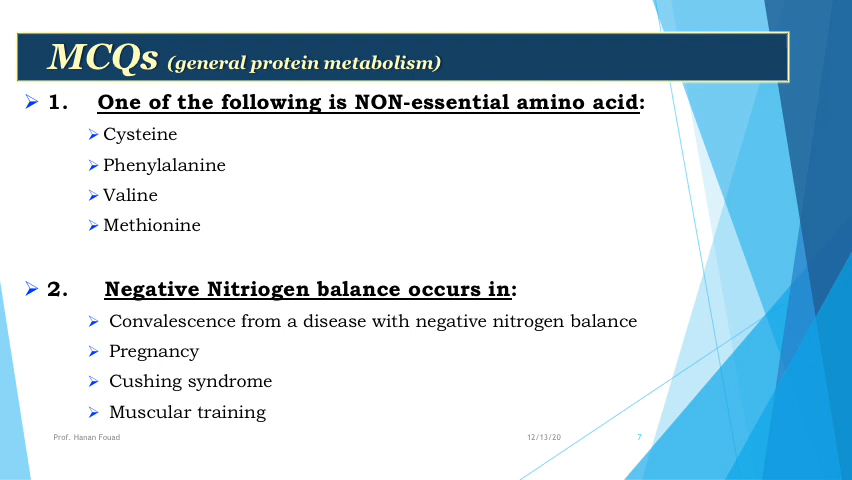 MCQs (general protein metabolism)
1. One of the following is NON-essential amino acid:
Cysteine
Phenylalanine
Valine
Methionine
2. Negative Nitriogen balance occurs in:
Convalescence from a disease with negative nitrogen balance
Pregnancy
Cushing syndrome
Muscular training
Prof. Hanan Fouad 12/13/20 7